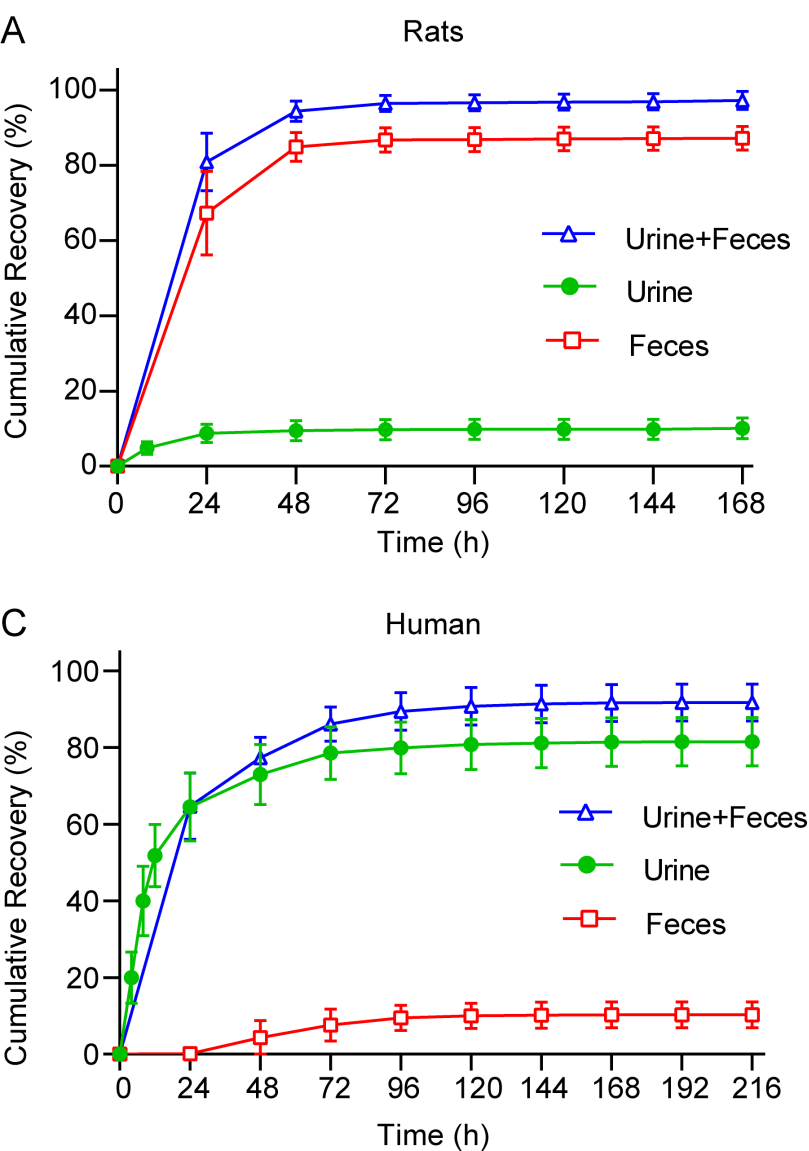 A
Rats
Cumulative Recovery (%)
100
80
60
40
20
0
Urine+Feces
Urine
Feces
0 24 48 72 96 120 144 168
Time (h)
C
Human
Cumulative Recovery (%)
100
80
60
40
20
0
Urine+Feces
Urine
Feces
0 24 48 72 96 120 144 168 192 216
Time (h)